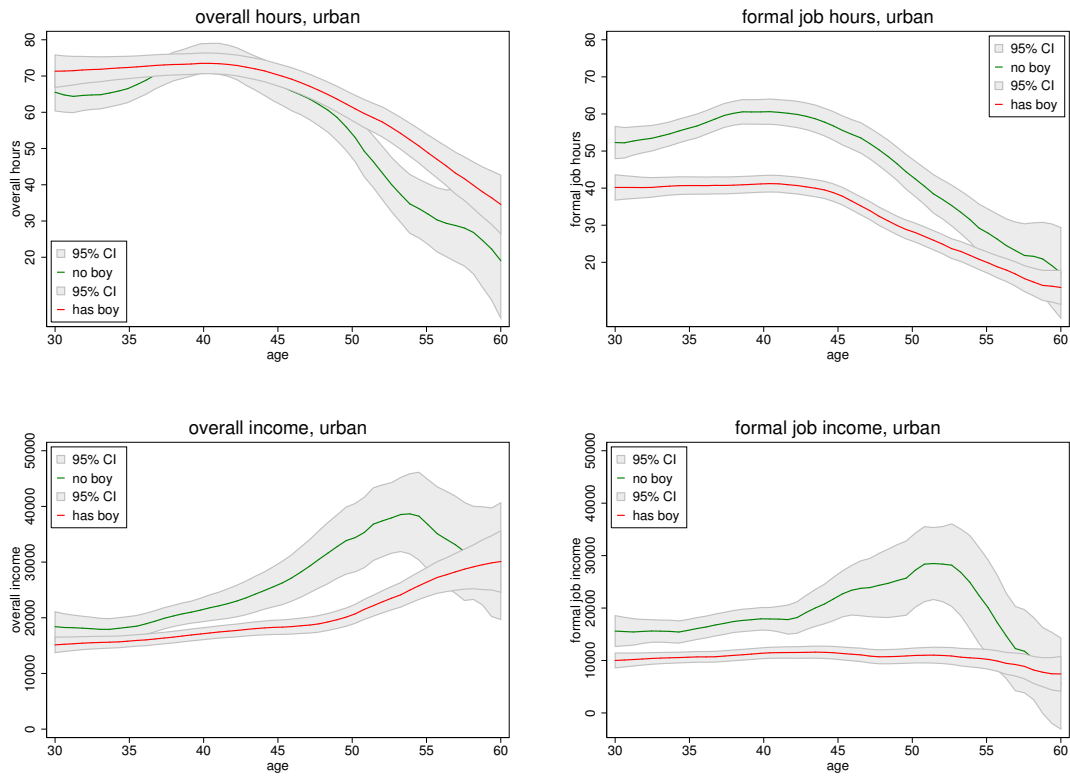 overall hours, urban
overall hours
80
70
60
50
40
30
20
95% CI
no boy
95% CI
has boy
30 35 40 45 50 55 60
age
formal job hours, urban
formal job hours
80
70
60
50
40
30
20
95% CI
no boy
95% CI
has boy
30 35 40 45 50 55 60
age
overall income, urban
overall income
50000
40000
30000
20000
10000
0
95% CI
no boy
95% CI
has boy
30 35 40 45 50 55 60
age
formal job income, urban
formal job income
50000
40000
30000
20000
10000
0
95% CI
no boy
95% CI
has boy
30 35 40 45 50 55 60
age